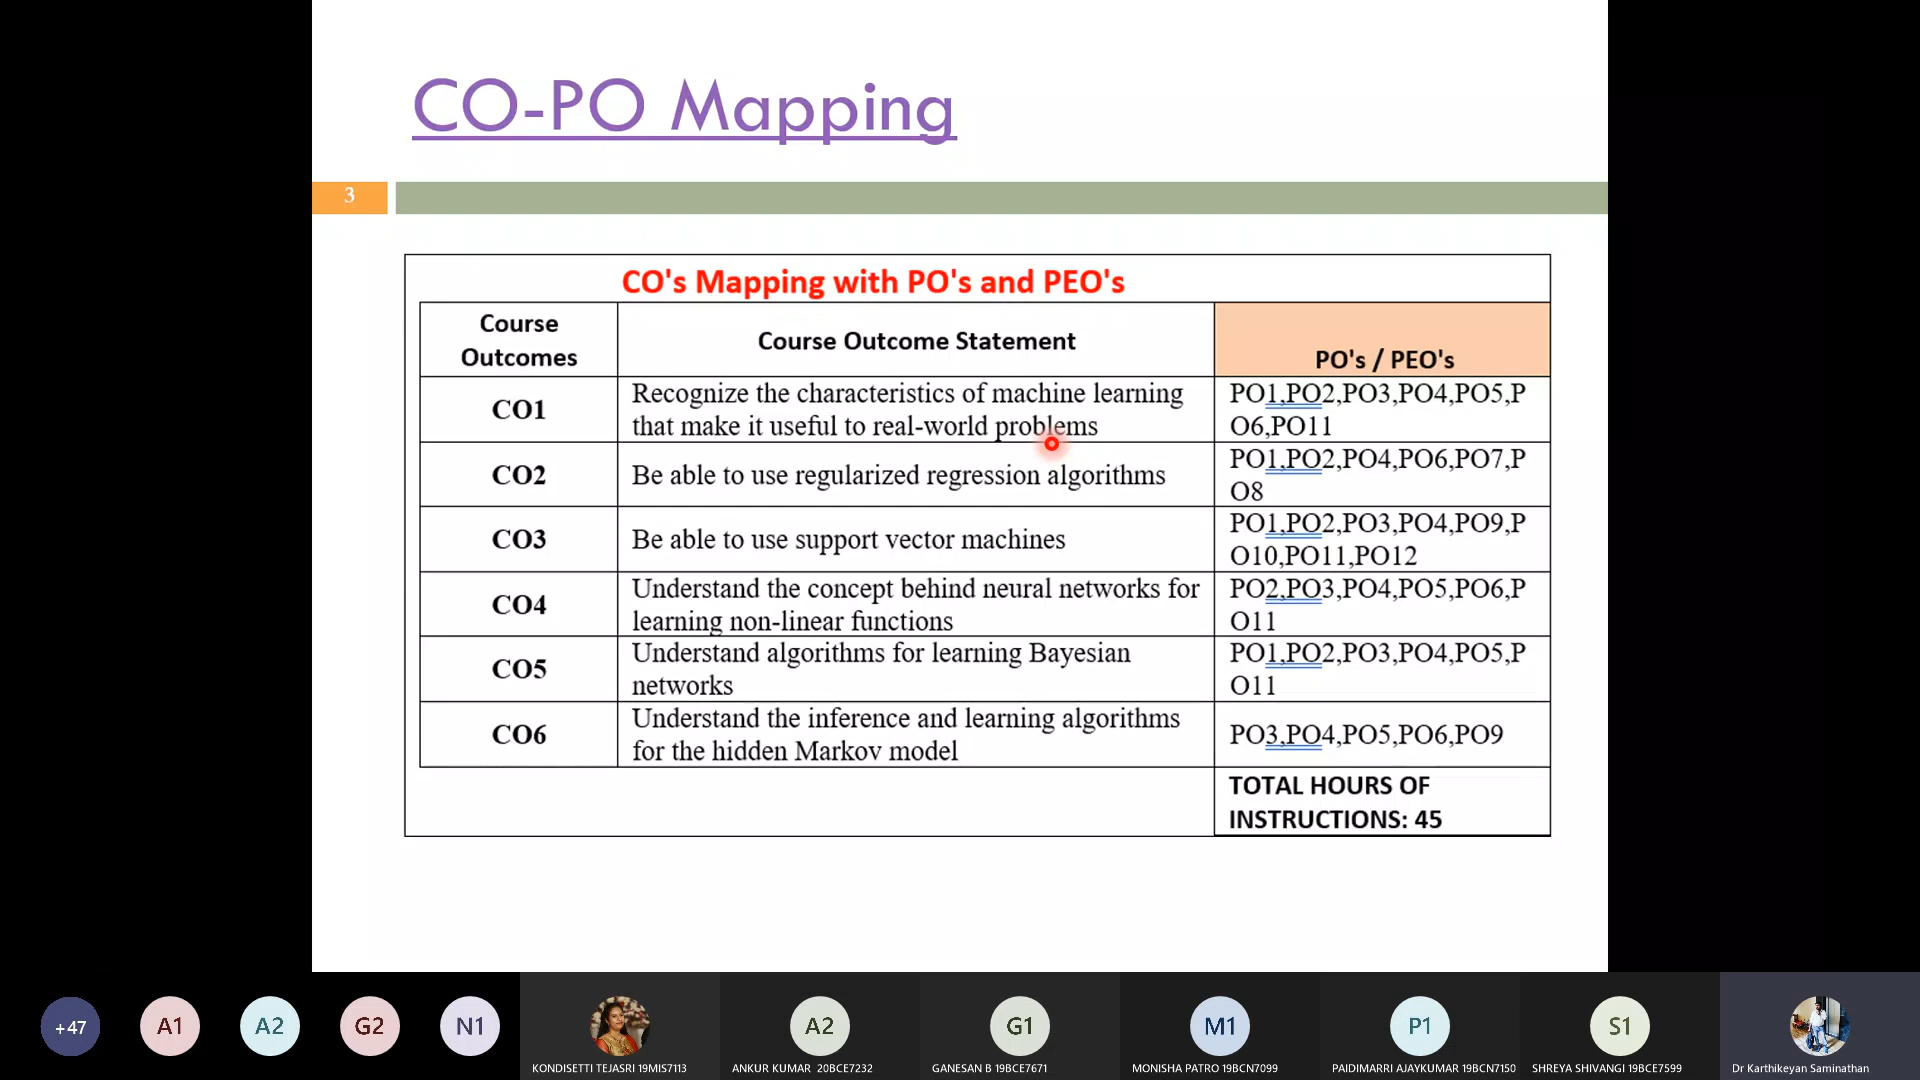 CO-PO Mapping
3
CO's Mapping with PO's and PEO's
Course
Outcomes
Course Outcome Statement
PO's / PEO's
CO1
Recognize the characteristics of machine learning
that make it useful to real-world problems
PO1,PO2,PO3,PO4,PO5,P
O6,PO11
CO2
Be able to use regularized regression algorithms
PO1,PO2,PO4,PO6,PO7,P
O8
CO3
Be able to use support vector machines
PO1,PO2,PO3,PO4,PO9,P
O10,PO11,PO12
CO4
Understand the concept behind neural networks for
learning non-linear functions
PO2,PO3,PO4,PO5,PO6,P
O11
CO5
Understand algorithms for learning Bayesian
networks
PO1,PO2,PO3,PO4,PO5,P
O11
CO6
Understand the inference and learning algorithms
for the hidden Markov model
PO3,PO4,PO5,PO6,PO9
TOTAL HOURS OF
INSTRUCTIONS: 45
+47
A1
A2
G2
N1
A2
G1
M1
P1
S1
KONDISETTI TEJASRI 19MIS7113
ANKUR KUMAR 20BCE7232
GANESAN B 19BCE7671
MONISHA PATRO 19BCN7099
PAIDIMARRI AJAYKUMAR 19BCN7150
SHREYA SHIVANGI 19BCE7599
Dr Karthikeyan Saminathan